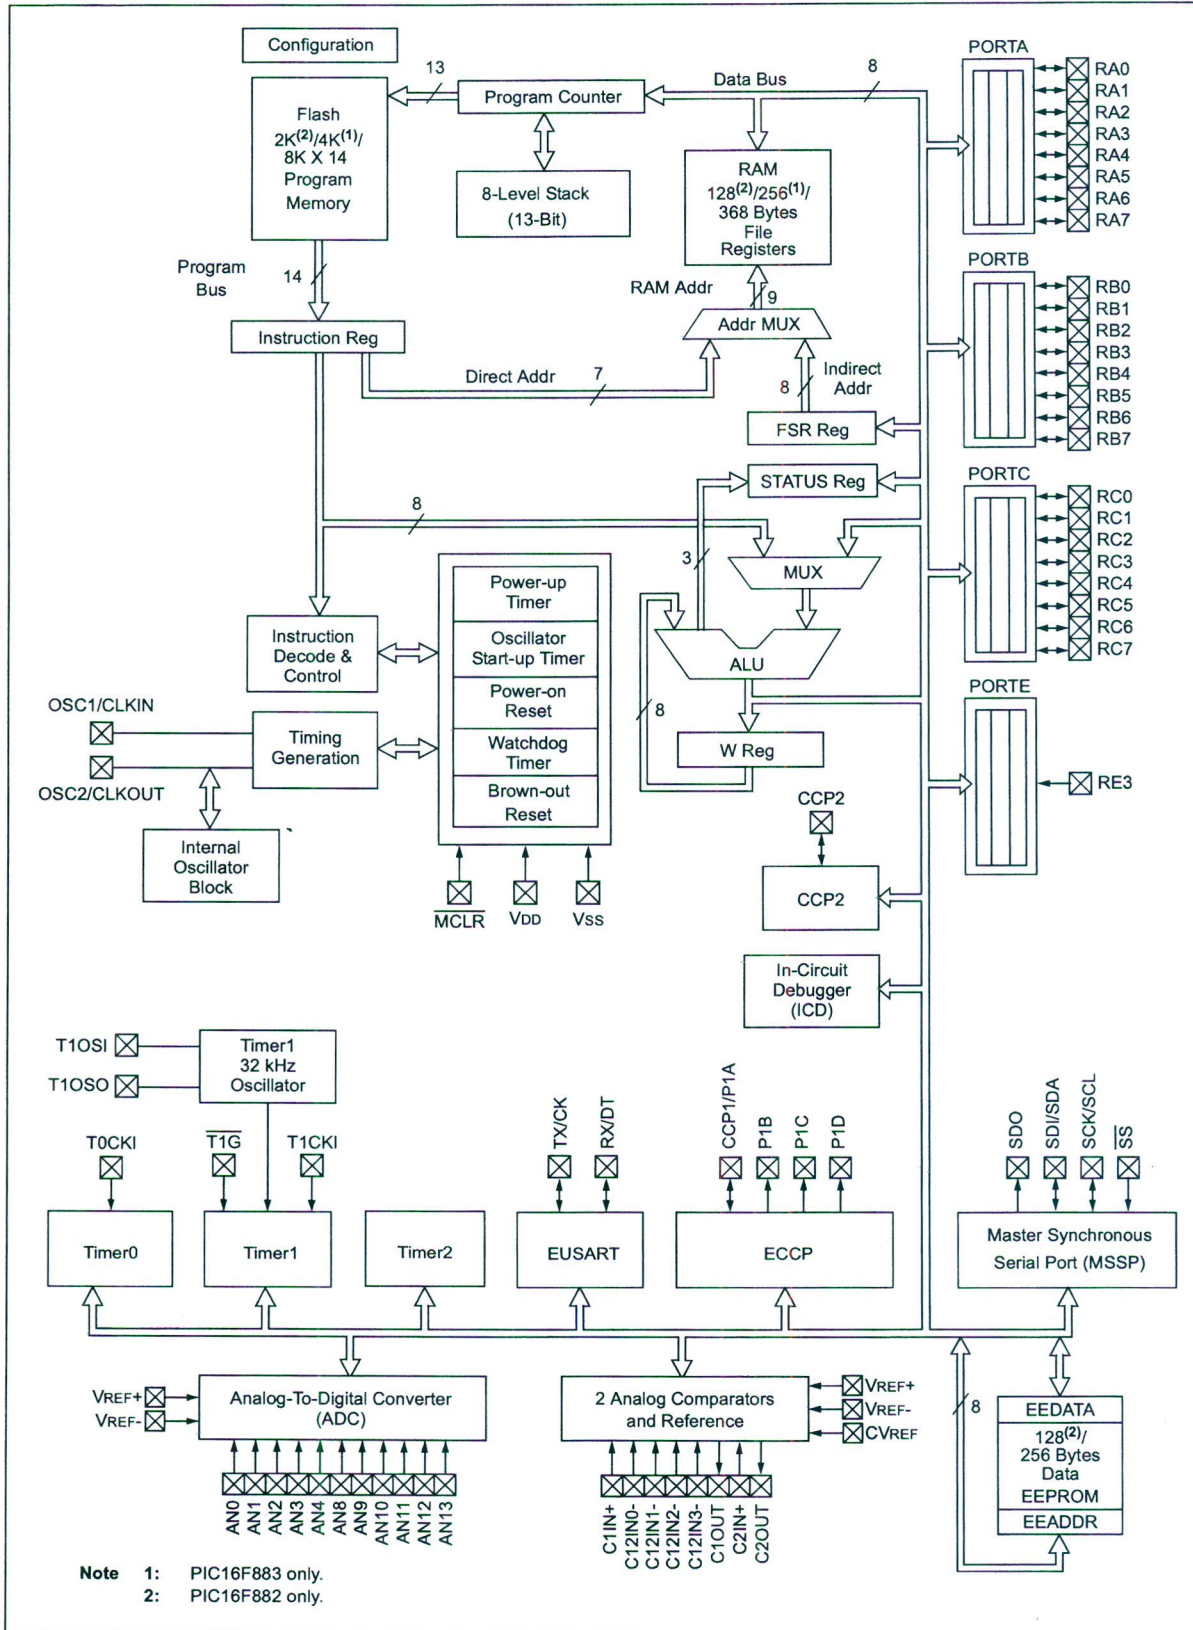 Configuration
Flash
2K(2)/4K(1)/
8K X 14
Program
Memory
13
Program Counter
8-Level Stack
(13-Bit)
Data Bus
8
RAM
128(2)/256(1)/
368 Bytes
File
Registers
PORTA
RA0
RA1
RA2
RA3
RA4
RA5
RA6
RA7
Program
Bus
14
RAM Addr
9
Addr MUX
Instruction Reg
Direct Addr
7
8
Indirect
Addr
FSR Reg
PORTB
RB0
RB1
RB2
RB3
RB4
RB5
RB6
RB7
STATUS Reg
8
3
MUX
PORTC
RC0
RC1
RC2
RC3
RC4
RC5
RC6
RC7
Power-up
Timer
Oscillator
Start-up Timer
Power-on
Reset
Watchdog
Timer
Brown-out
Reset
Instruction
Decode &
Control
ALU
8
W Reg
OSC1/CLKIN
OSC2/CLKOUT
Timing
Generation
Internal
Oscillator
Block
MCLR
VDD
VSS
PORTE
RE3
CCP2
CCP2
In-Circuit
Debugger
(ICD)
T1OSI
T1OSO
Timer1
32 kHz
Oscillator
T0CKI
T1G
T1CKI
TX/CK
RX/DT
CCP1/P1A
P1B
P1C
P1D
SDO
SDI/SDA
SCK/SCL
SS
Timer0
Timer1
Timer2
EUSART
ECCP
Master Synchronous
Serial Port (MSSP)
VREF+
VREF-
Analog-To-Digital Converter
(ADC)
AN0
AN1
AN2
AN3
AN4
AN8
AN9
AN10
AN11
AN12
AN13
2 Analog Comparators
and Reference
VREF+
VREF-
CVREF
C1IN+
C12IN0-
C12IN1-
C12IN2-
C12IN3-
C1OUT
C2IN+
C2OUT
8
EEDATA
128(2)/
256 Bytes
Data
EEPROM
EEADDR
Note 1: PIC16F883 only.
2: PIC16F882 only.